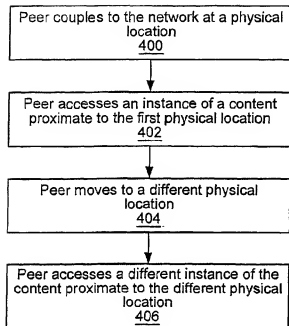 Peer couples to the network at a physical
location
400
Peer accesses an instance of a content
proximate to the first physical location
402
Peer moves to a different physical
location
404
Peer accesses a different instance of the
content proximate to the different physical
location
406